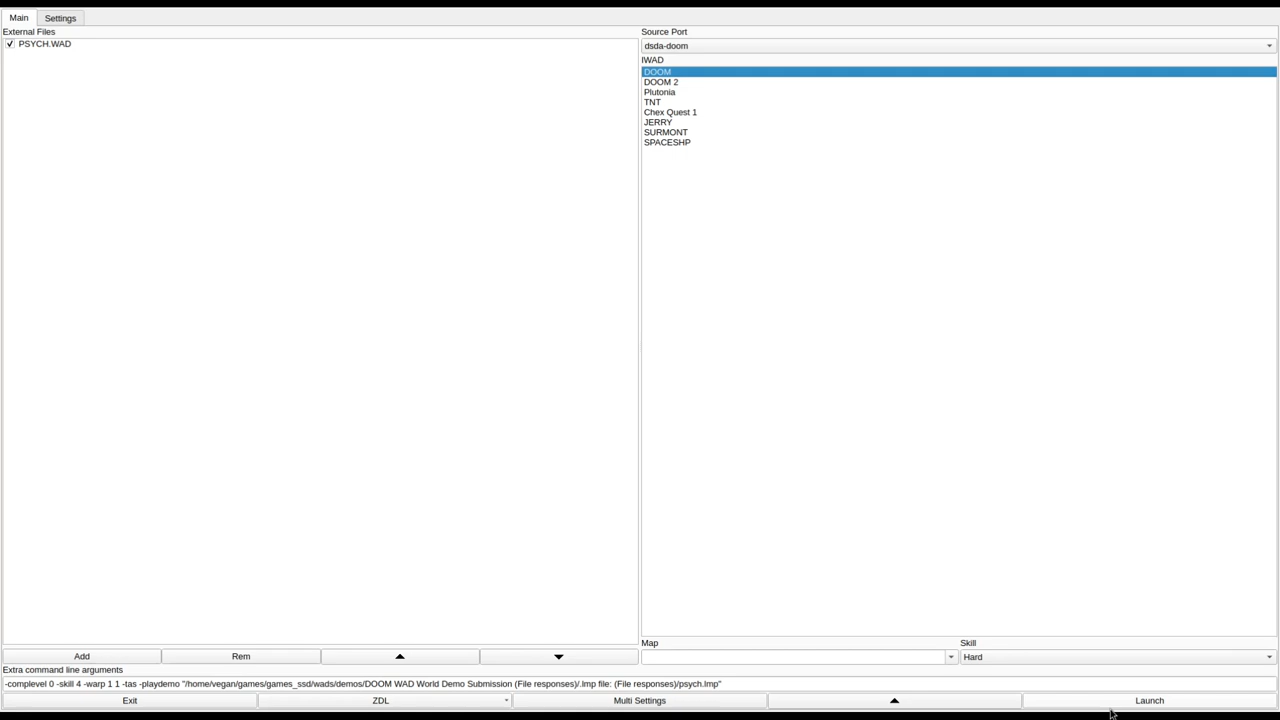 Main Settings
External Files
PSYCH.WAD
Source Port
dsda-doom
IWAD
DOOM
DOOM 2
Plutonia
TNT
Chex Quest 1
JERRY
SURMONT
SPACESHP
Map Skill
Hard
Add Rem
Extra command line arguments
-complevel 0 -skill 4 -warp 1 1 -tas -playdemo "/home/vegan/games/games_ssd/wads/demos/DOOM WAD World Demo Submission (File responses)/.lmp file: (File responses)/psych.lmp"
Exit ZDL Multi Settings Launch